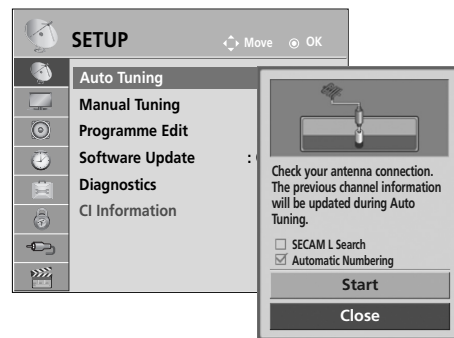 SETUP
Move OK
Auto Tuning
Manual Tuning
Programme Edit
Software Update :
Diagnostics
CI Information
Check your antenna connection.
The previous channel information
will be updated during Auto
Tuning.
SECAM L Search
Automatic Numbering
Start
Close